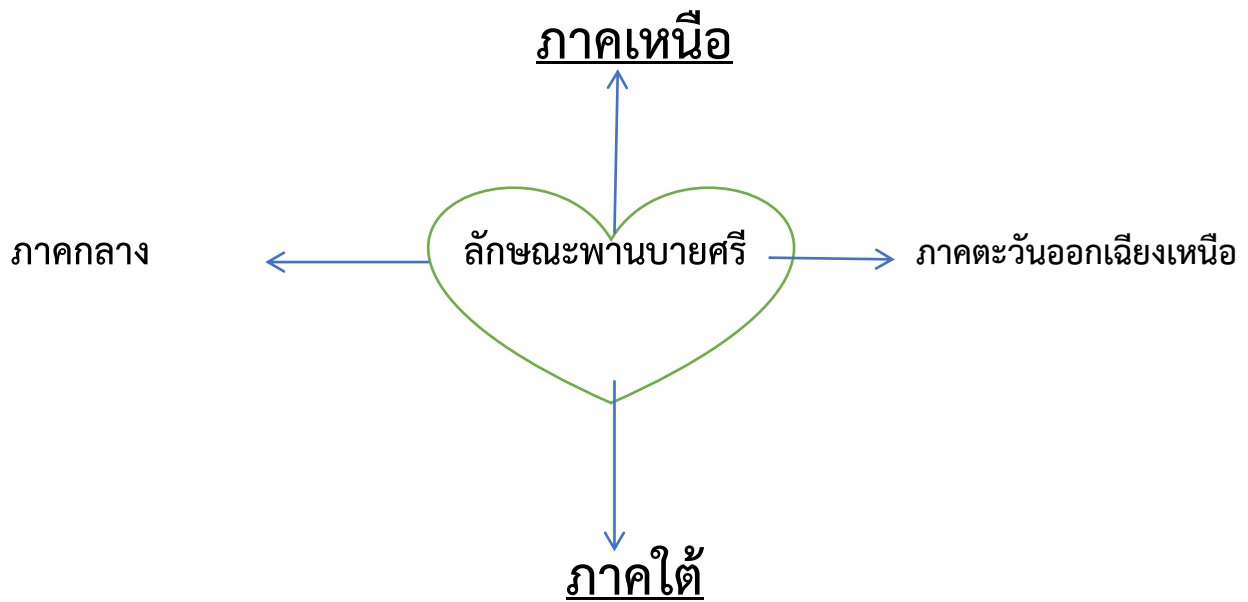 ภาคเหนือ
ภาคกลาง
ลักษณะพานบายศรี
ภาคตะวันออกเฉียงเหนือ
ภาคใต้